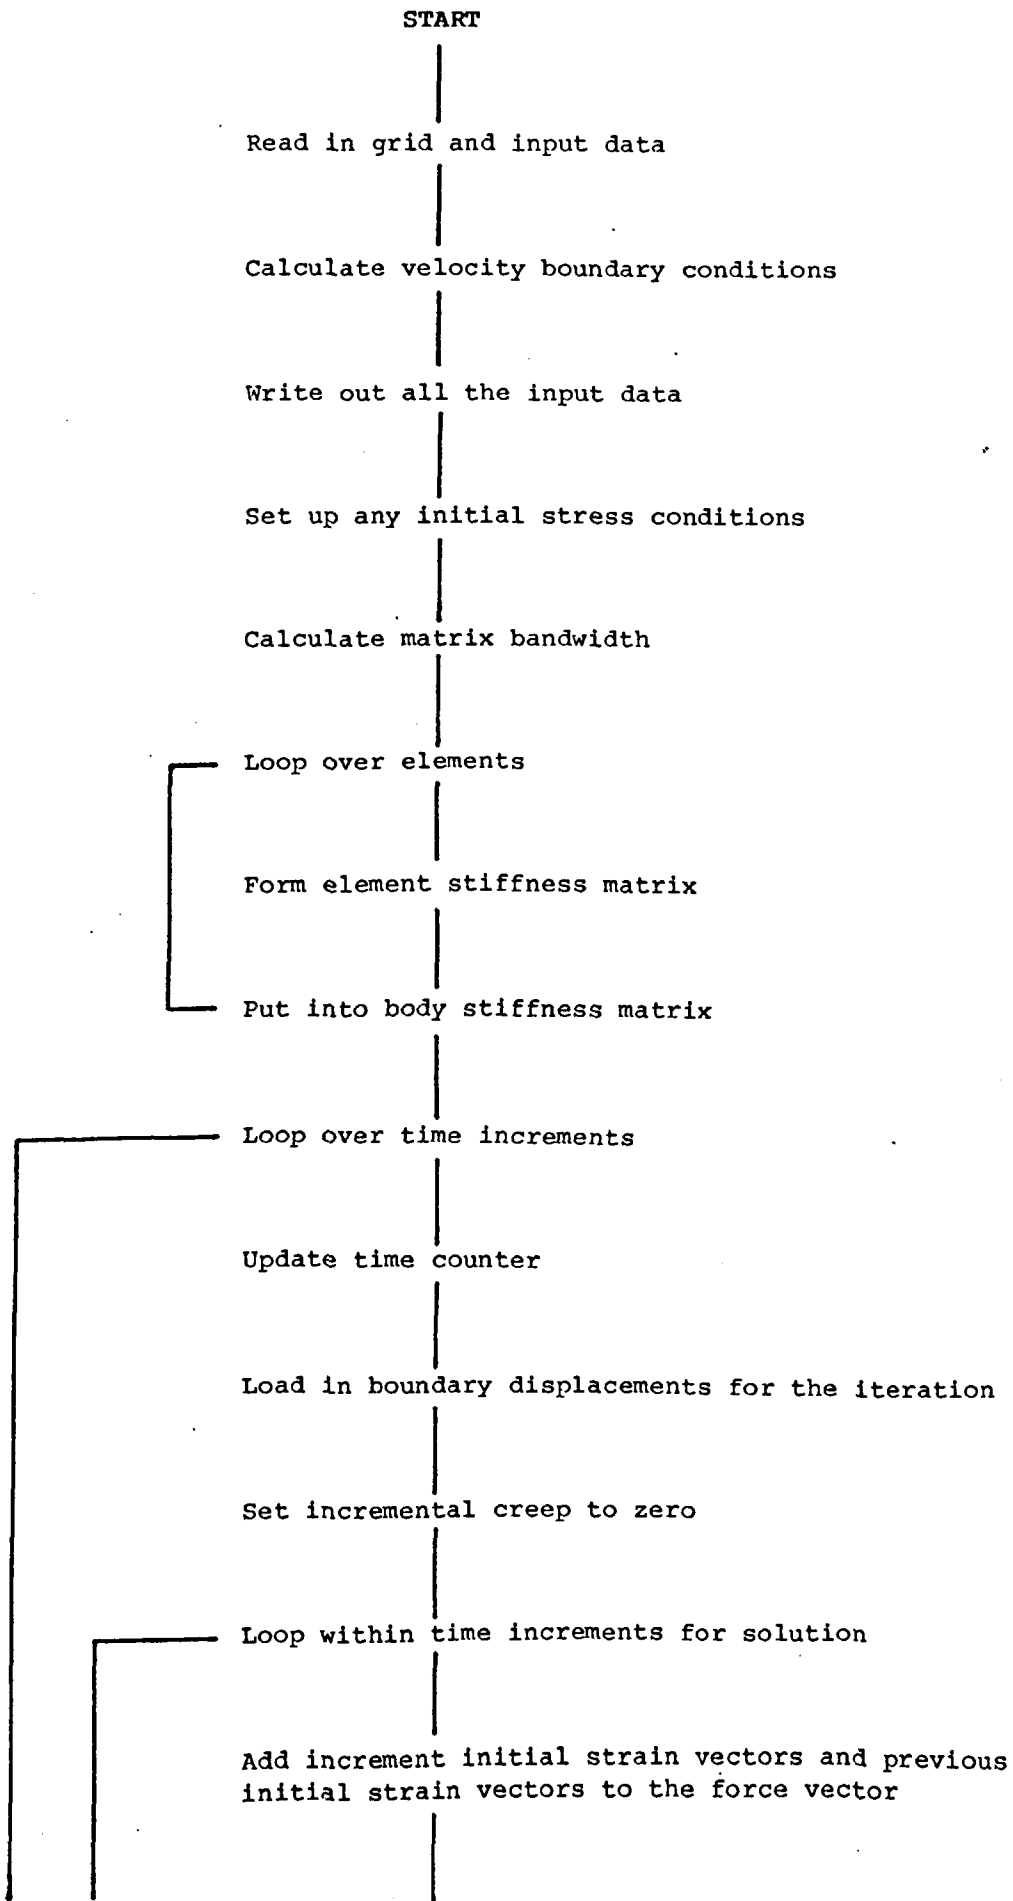 START
Read in grid and input data
Calculate velocity boundary conditions
Write out all the input data
Set up any initial stress conditions
Calculate matrix bandwidth
Loop over elements
Form element stiffness matrix
Put into body stiffness matrix
Loop over time increments
Update time counter
Load in boundary displacements for the iteration
Set incremental creep to zero
Loop within time increments for solution
Add increment initial strain vectors and previous
initial strain vectors to the force vector